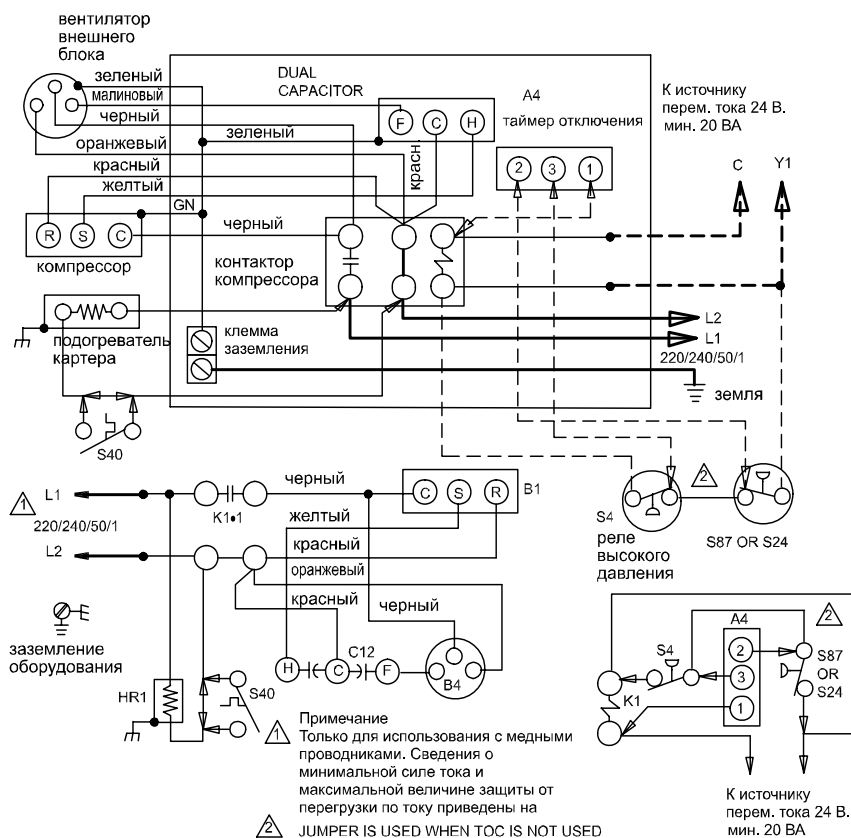 вентилятор
внешнего
блока
зеленый
малиновый
черный
оранжевый
красный
желтый
зеленый
DUAL
CAPACITOR
F C H
красн.
A4
таймер отключения
2 3 1
К источнику
перем. тока 24 В.
мин. 20 ВА
C Y1
GN
R S C
компрессор
черный
контактор
компрессора
подогреватель
картера
клемма
заземления
L2
L1
220/240/50/1
земля
S40
1 L1
220/240/50/1
L2
K1•1
черный
C S R B1
желтый
красный
оранжевый
красный
черный
2
S4
реле
высокого
давления
S87 OR S24
заземление
оборудования
H C C12 F
B4
HR1
S40
A4
2
S4
2
3
1
K1
S87
OR
S24
К источнику
перем. тока 24 В.
мин. 20 ВА
Примечание
1 Только для использования с медными
проводниками. Сведения о
минимальной силе тока и
максимальной величине защиты от
перегрузки по току приведены на
2 JUMPER IS USED WHEN TOC IS NOT USED